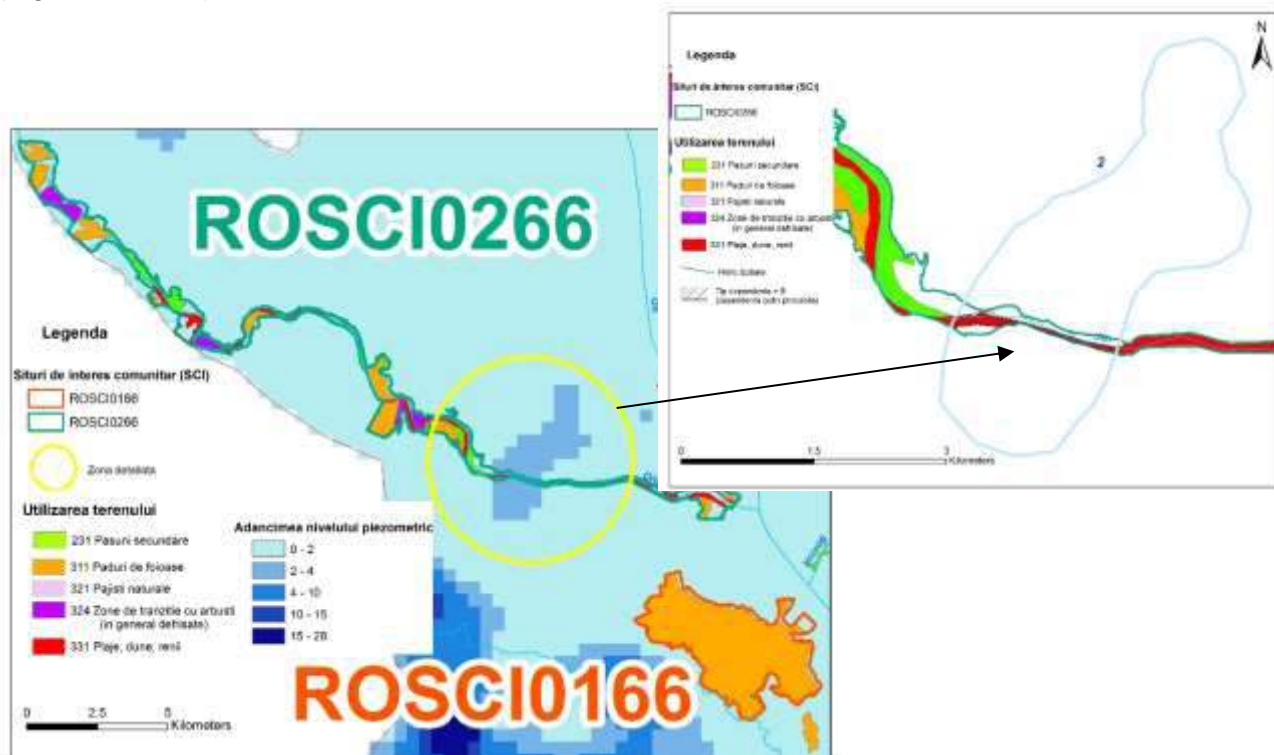 ROSCI0266
Legenda
Situri de interes comunitar (SCI)
ROSCI0166
ROSCI0266
Zona detaliata
Utilizarea terenului
231 Pasuni secundare
311 Paduri de foioase
321 Pajisti naturale
324 Zone de tranzitie cu arbusti
(in general defrisate)
331 Plaje, dune, renii
Adancimea nivelului piezometric
0 - 2
2 - 4
4 - 10
10 - 15
15 - 28
ROSCI0166
0 2.5 5
Kilometers
N
Legenda
Situri de interes comunitar (SCI)
ROSCI0266
Utilizarea terenului
231 Pasuni secundare
311 Paduri de foioase
321 Pajisti naturale
324 Zone de tranzitie cu arbusti
(in general defrisate)
331 Plaje, dune, renii
2
0 1.5 3
Kilometers